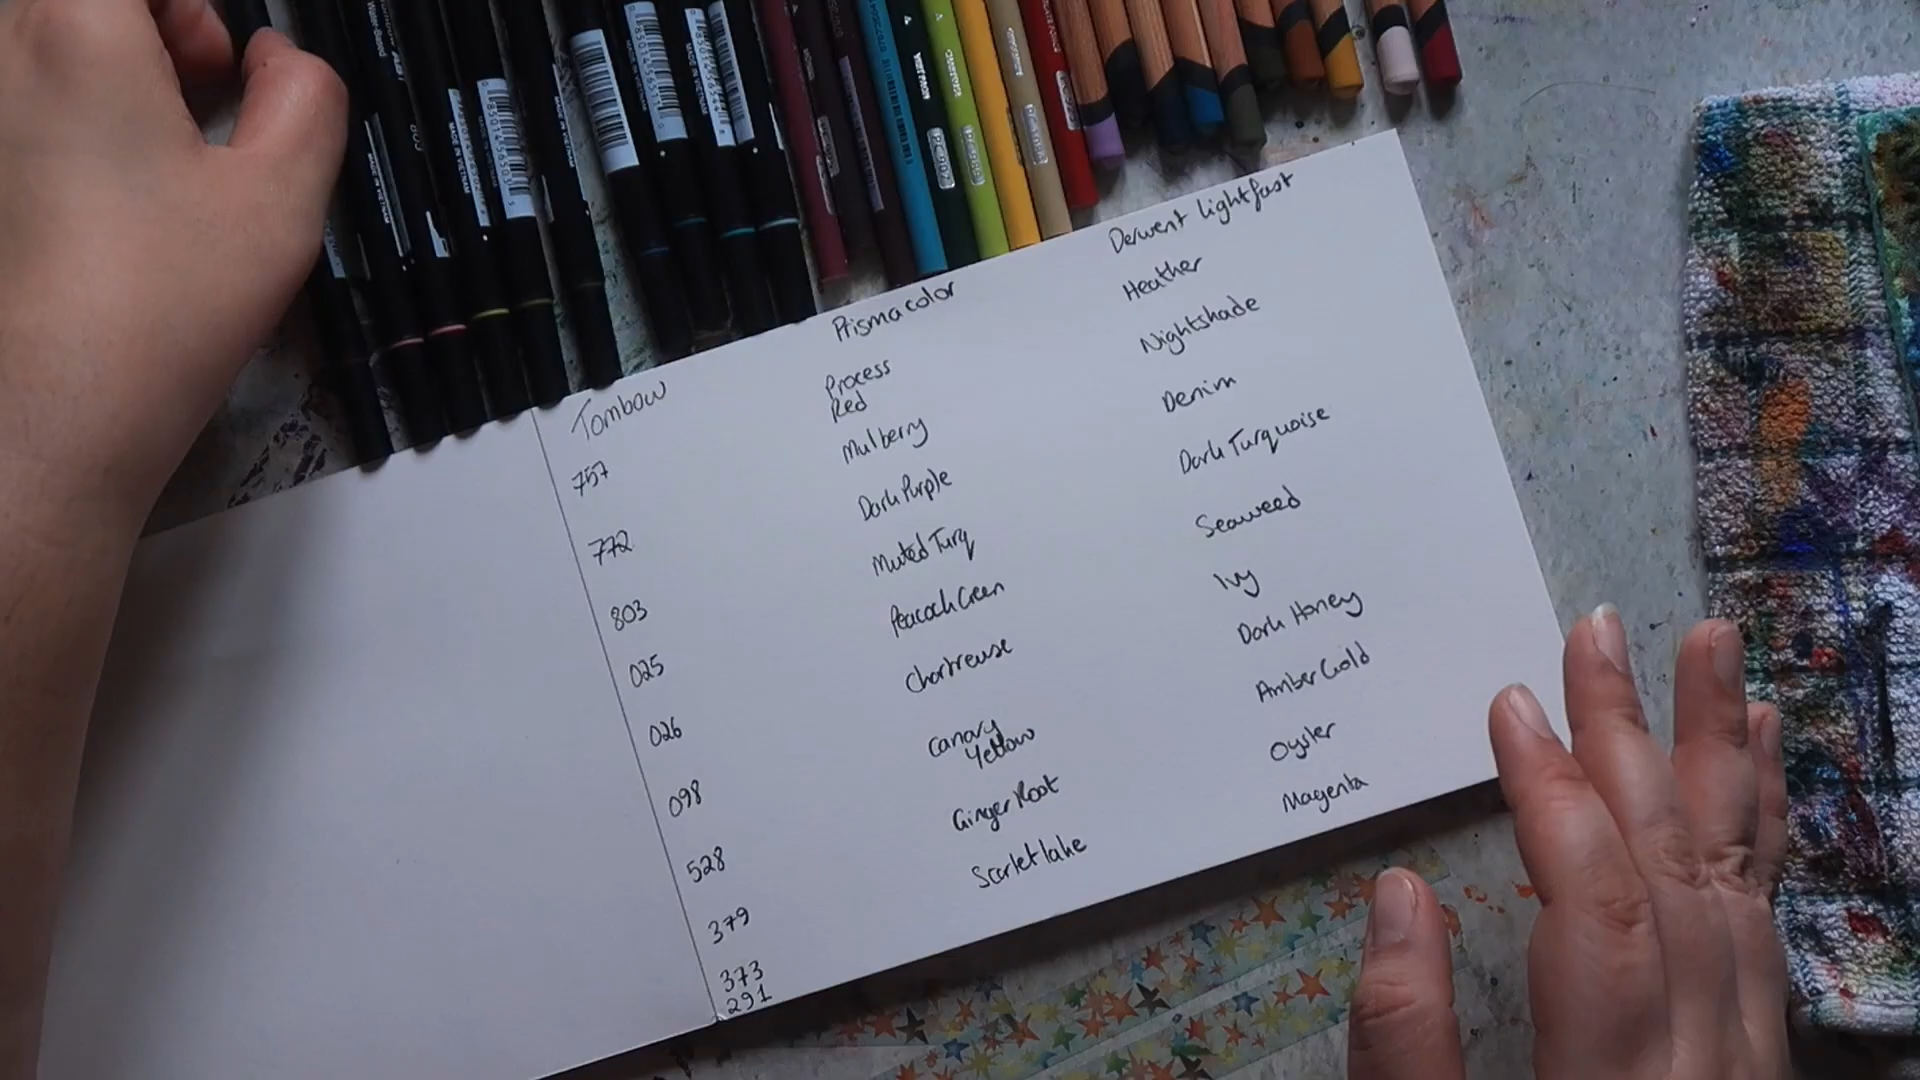 Tombow
757
772
803
025
026
098
528
379
373
291
Prismacolor
Process
Red
Mulberry
Dark Purple
Muted Turq
Peacock Green
Chartreuse
Canary
Yellow
Ginger Root
Scarlet lake
Derwent lightfast
Heather
Nightshade
Denim
Dark Turquoise
Seaweed
Ivy
Dark Honey
Amber Gold
Oyster
Magenta